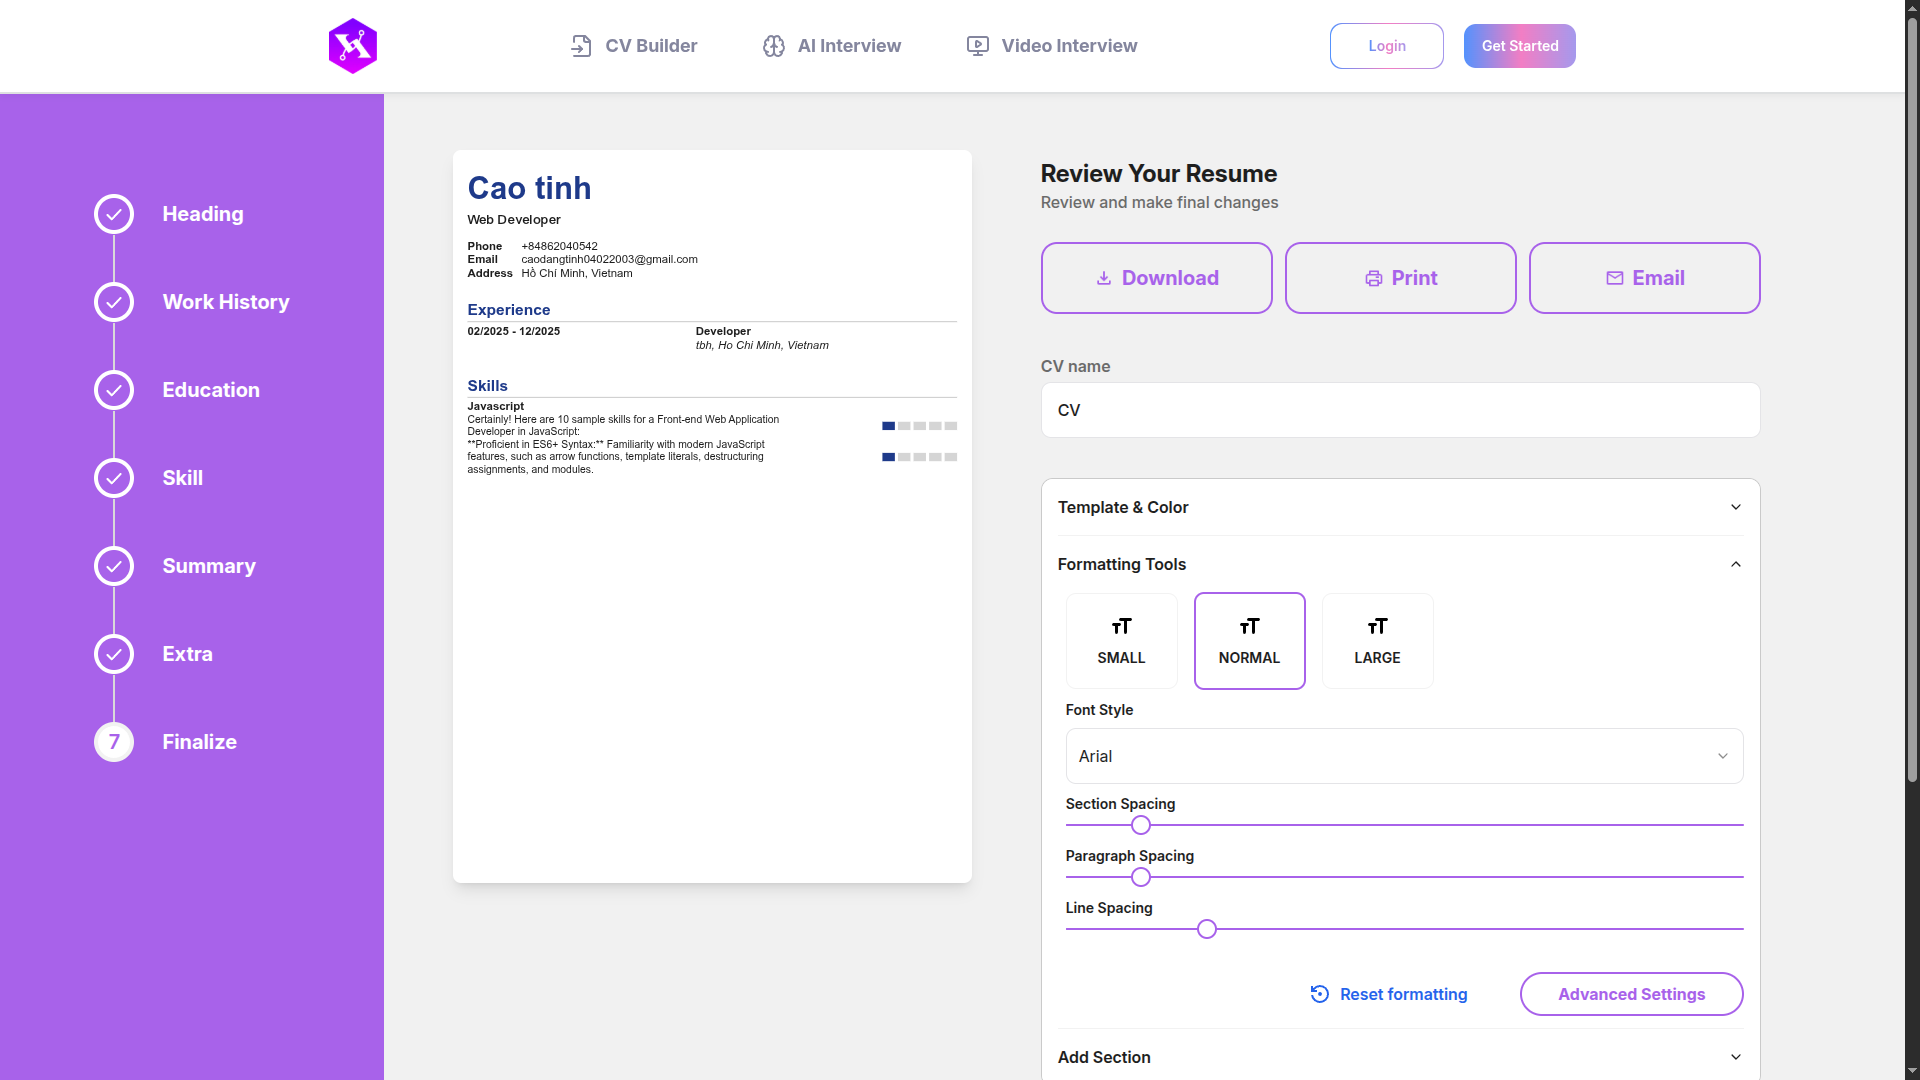 CV Builder
AI Interview
Video Interview
Login
Get Started
Heading
Work History
Education
Skill
Summary
Extra
7
Finalize
Cao tinh
Web Developer
Phone +84862040542
Email caodangtinh04022003@gmail.com
Address Hồ Chí Minh, Vietnam
Experience
02/2025 - 12/2025
Developer
tbh, Ho Chi Minh, Vietnam
Skills
Javascript
Certainly! Here are 10 sample skills for a Front-end Web Application
Developer in JavaScript:
**Proficient in ES6+ Syntax:** Familiarity with modern JavaScript
features, such as arrow functions, template literals, destructuring
assignments, and modules.
Review Your Resume
Review and make final changes
Download
Print
Email
CV name
CV
Template & Color
Formatting Tools
SMALL
NORMAL
LARGE
Font Style
Arial
Section Spacing
Paragraph Spacing
Line Spacing
Reset formatting
Advanced Settings
Add Section